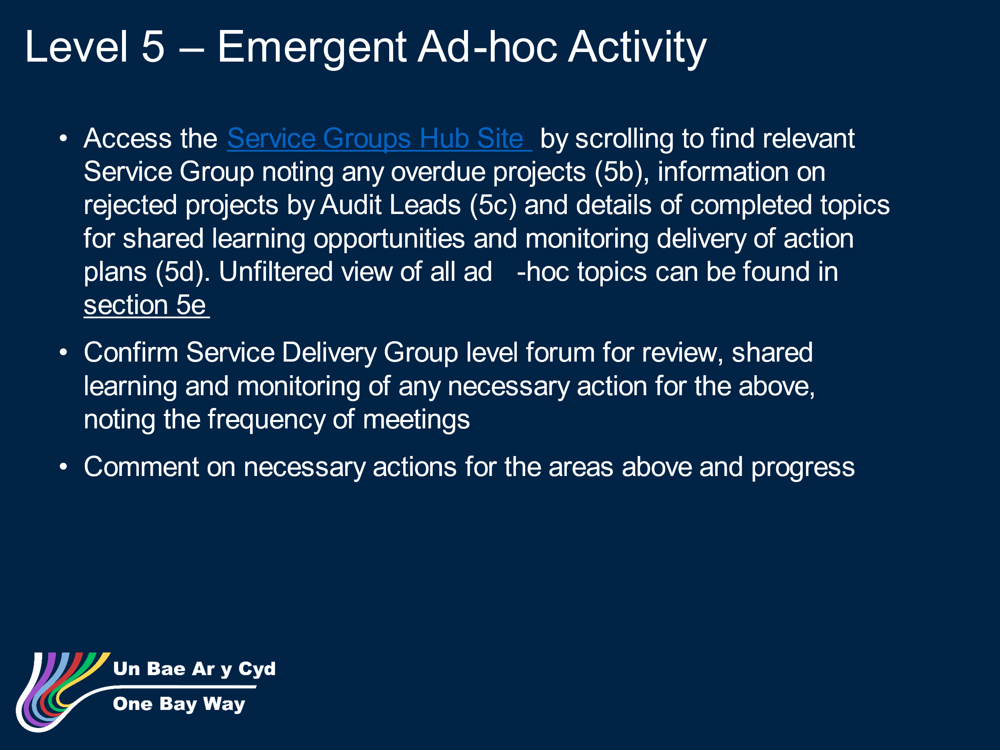 Level 5 – Emergent Ad-hoc Activity
• Access the Service Groups Hub Site by scrolling to find relevant
Service Group noting any overdue projects (5b), information on
rejected projects by Audit Leads (5c) and details of completed topics
for shared learning opportunities and monitoring delivery of action
plans (5d). Unfiltered view of all ad -hoc topics can be found in
section 5e
• Confirm Service Delivery Group level forum for review, shared
learning and monitoring of any necessary action for the above,
noting the frequency of meetings
• Comment on necessary actions for the areas above and progress
Un Bae Ar y Cyd
One Bay Way